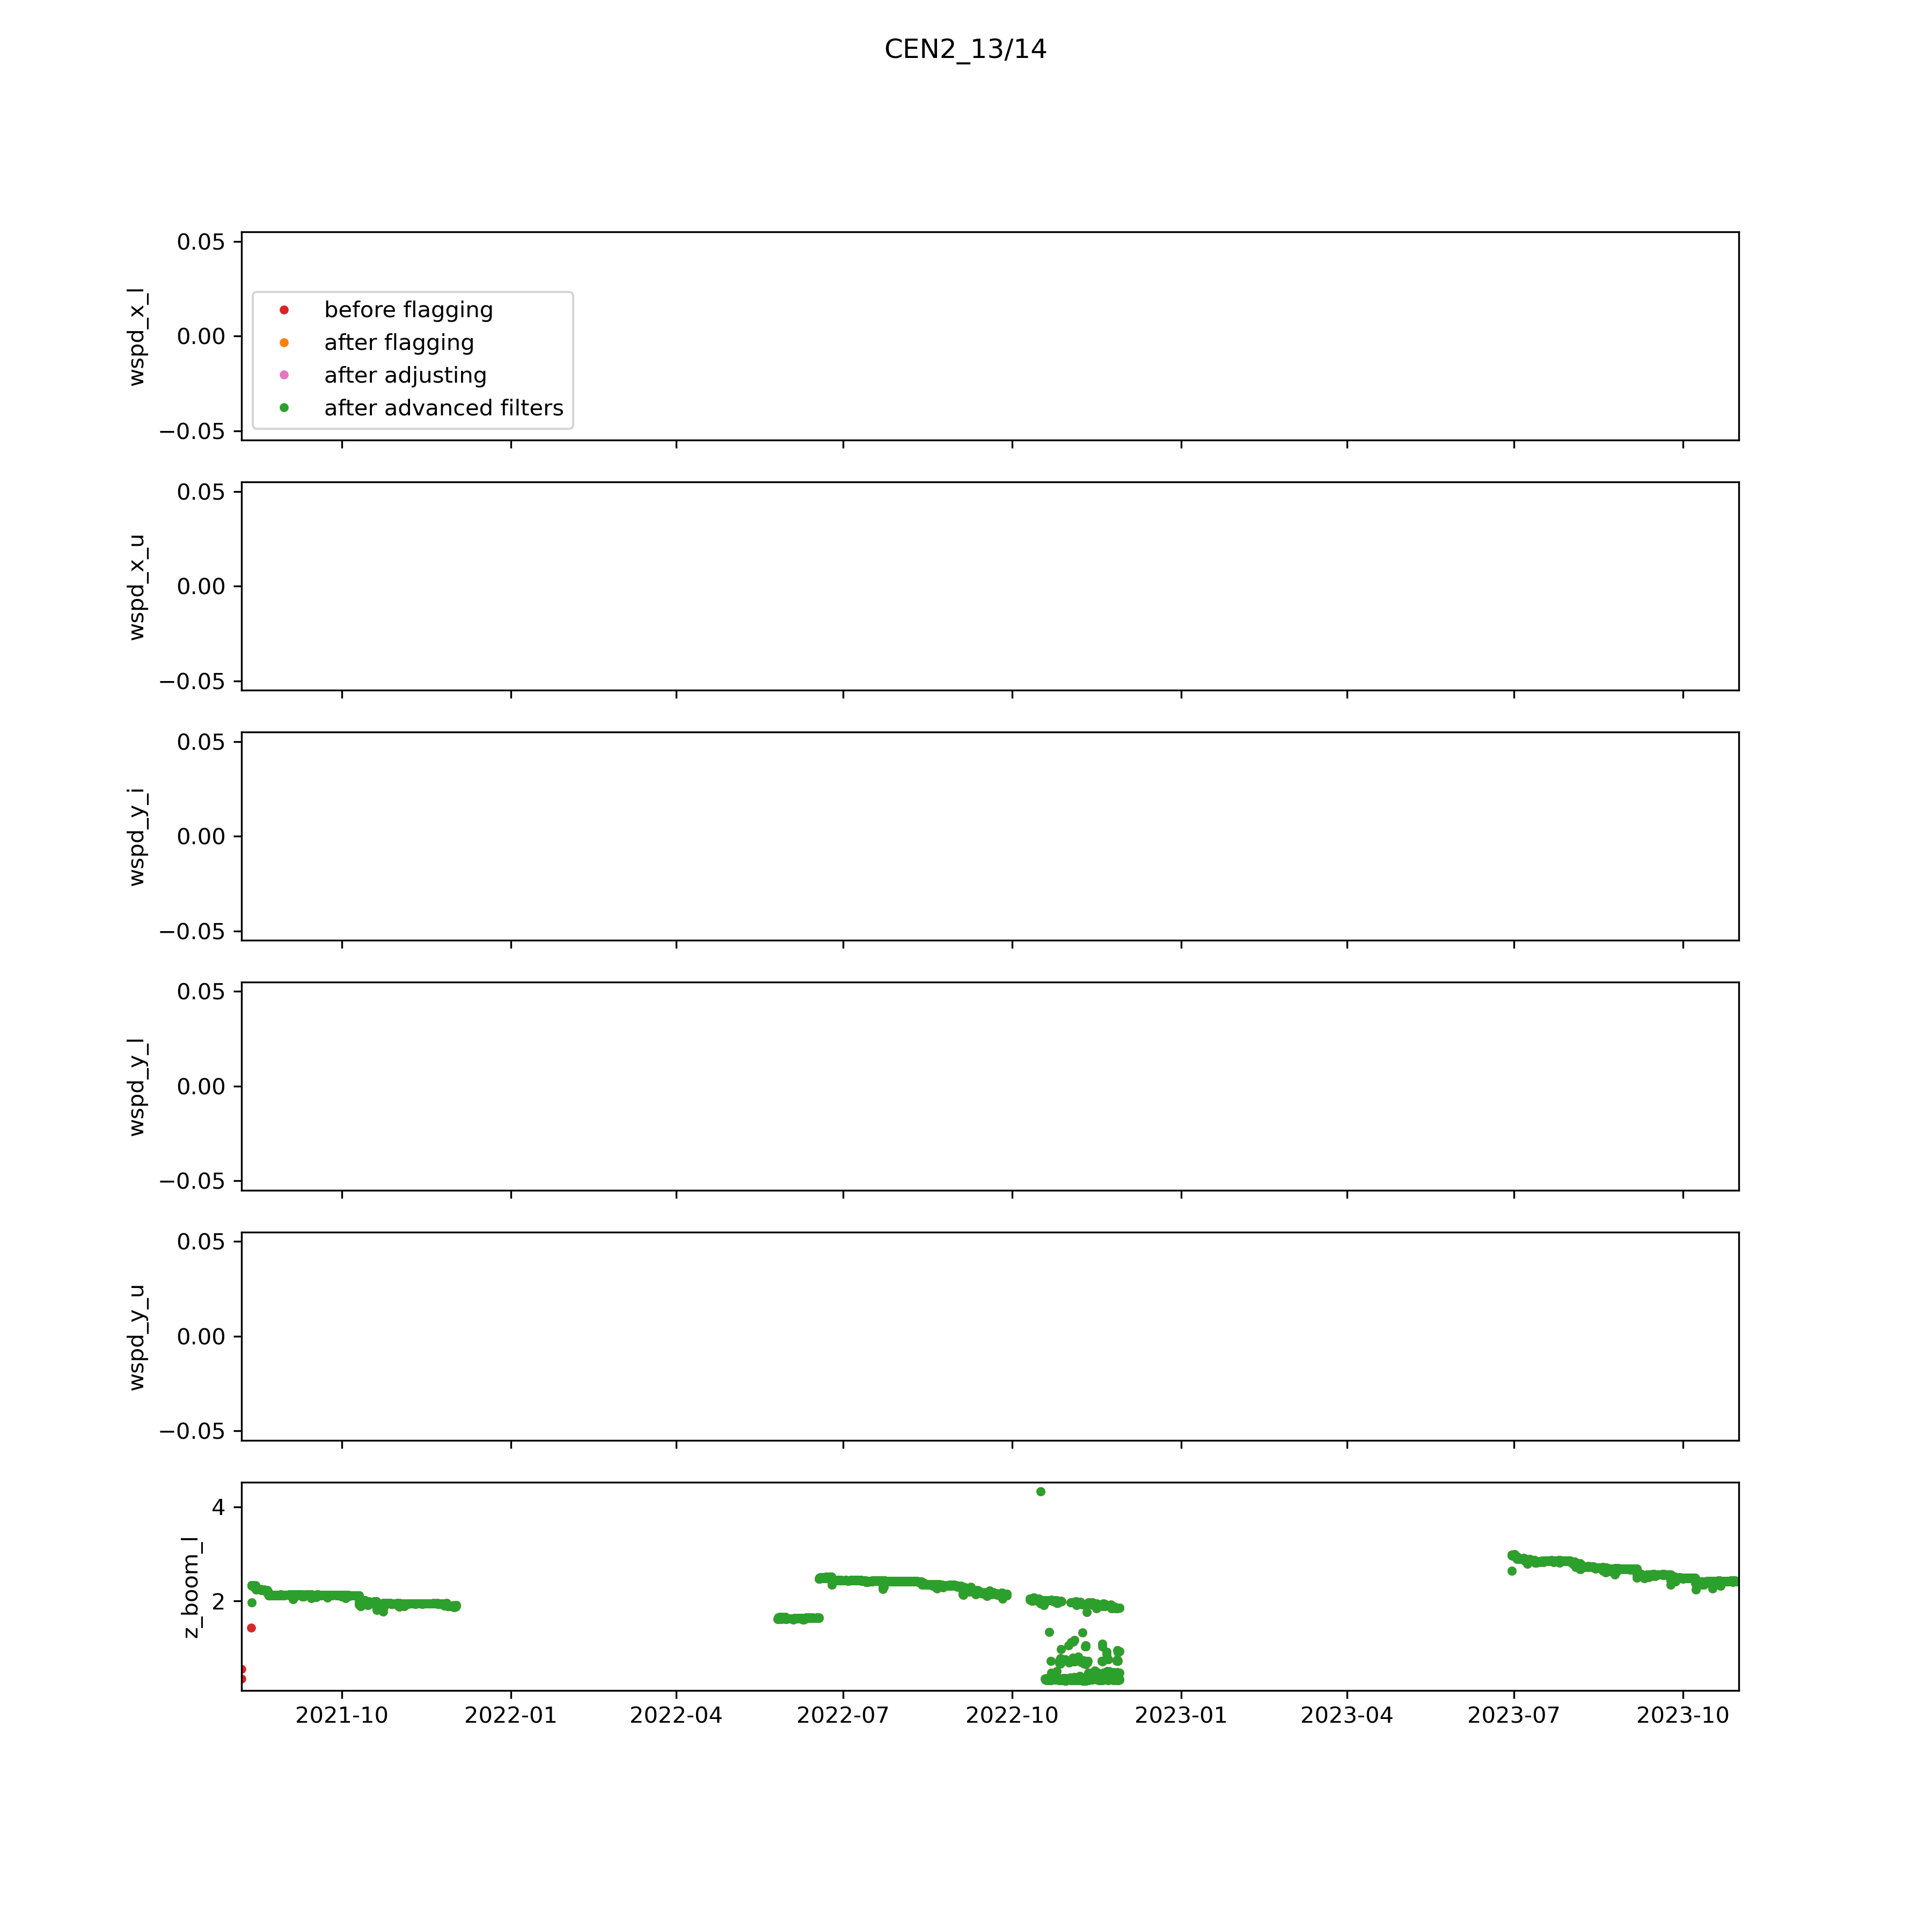 CEN2_13/14
0.05
0.00
−0.05
wspd_x_l
before flagging
after flagging
after adjusting
after advanced filters
0.05
0.00
−0.05
wspd_x_u
0.05
0.00
−0.05
wspd_y_i
0.05
0.00
−0.05
wspd_y_l
0.05
0.00
−0.05
wspd_y_u
4
2
z_boom_l
2021-10 2022-01 2022-04 2022-07 2022-10 2023-01 2023-04 2023-07 2023-10